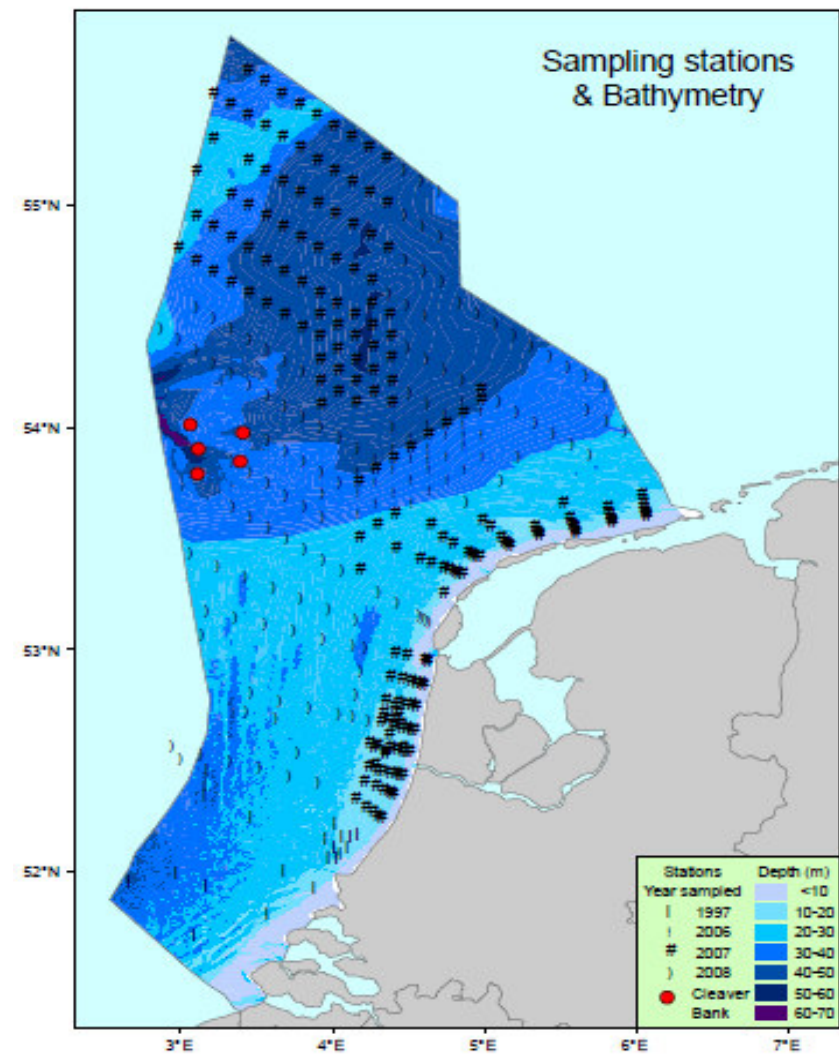 Sampling stations
& Bathymetry
55°N
54°N
53°N
52°N
3°E
4°E
5°E
6°E
7°E
Stations Depth (m)
Year sampled <10
| 1997 10-20
! 2006 20-30
# 2007 30-40
) 2008 40-50
Cleaver 50-60
Bank 60-70